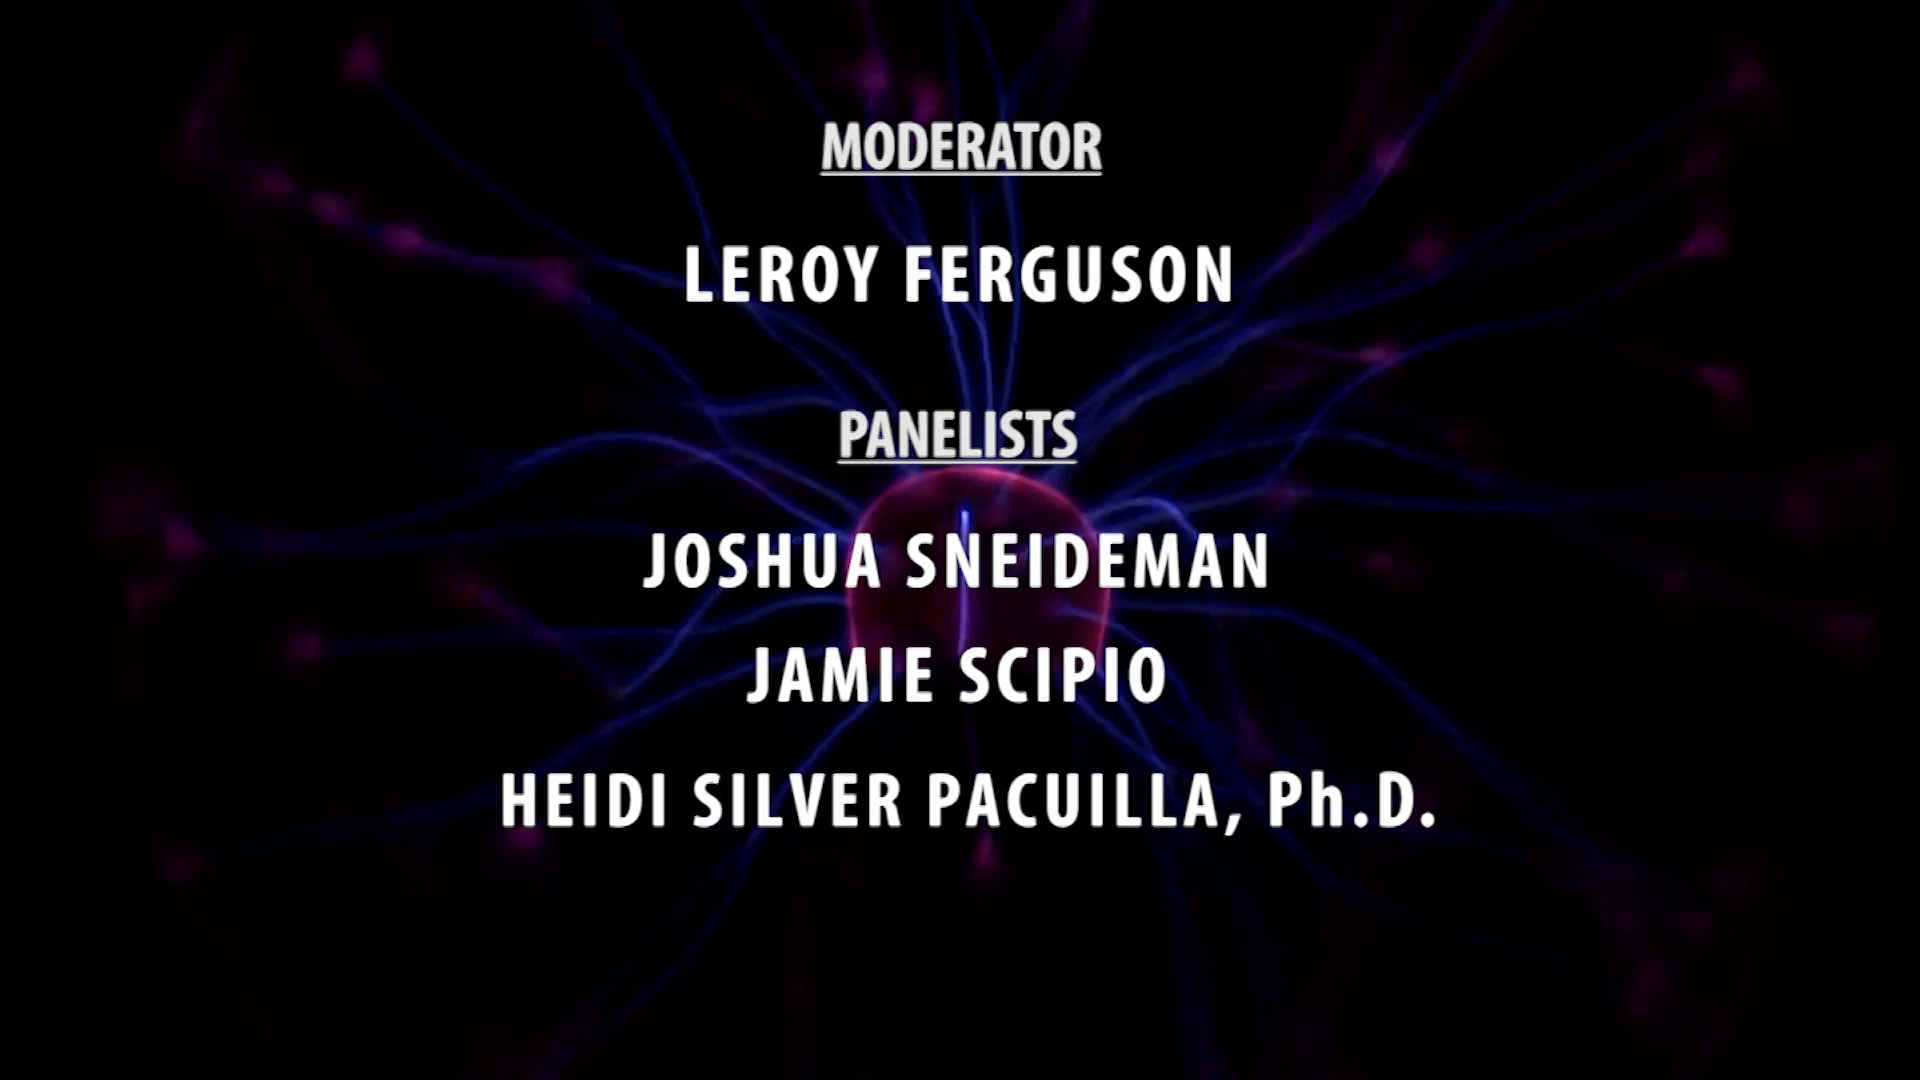 MODERATOR
LEROY FERGUSON
PANELISTS
JOSHUA SNEIDEMAN
JAMIE SCIPIO
HEIDI SILVER PACUILLA, Ph.D.